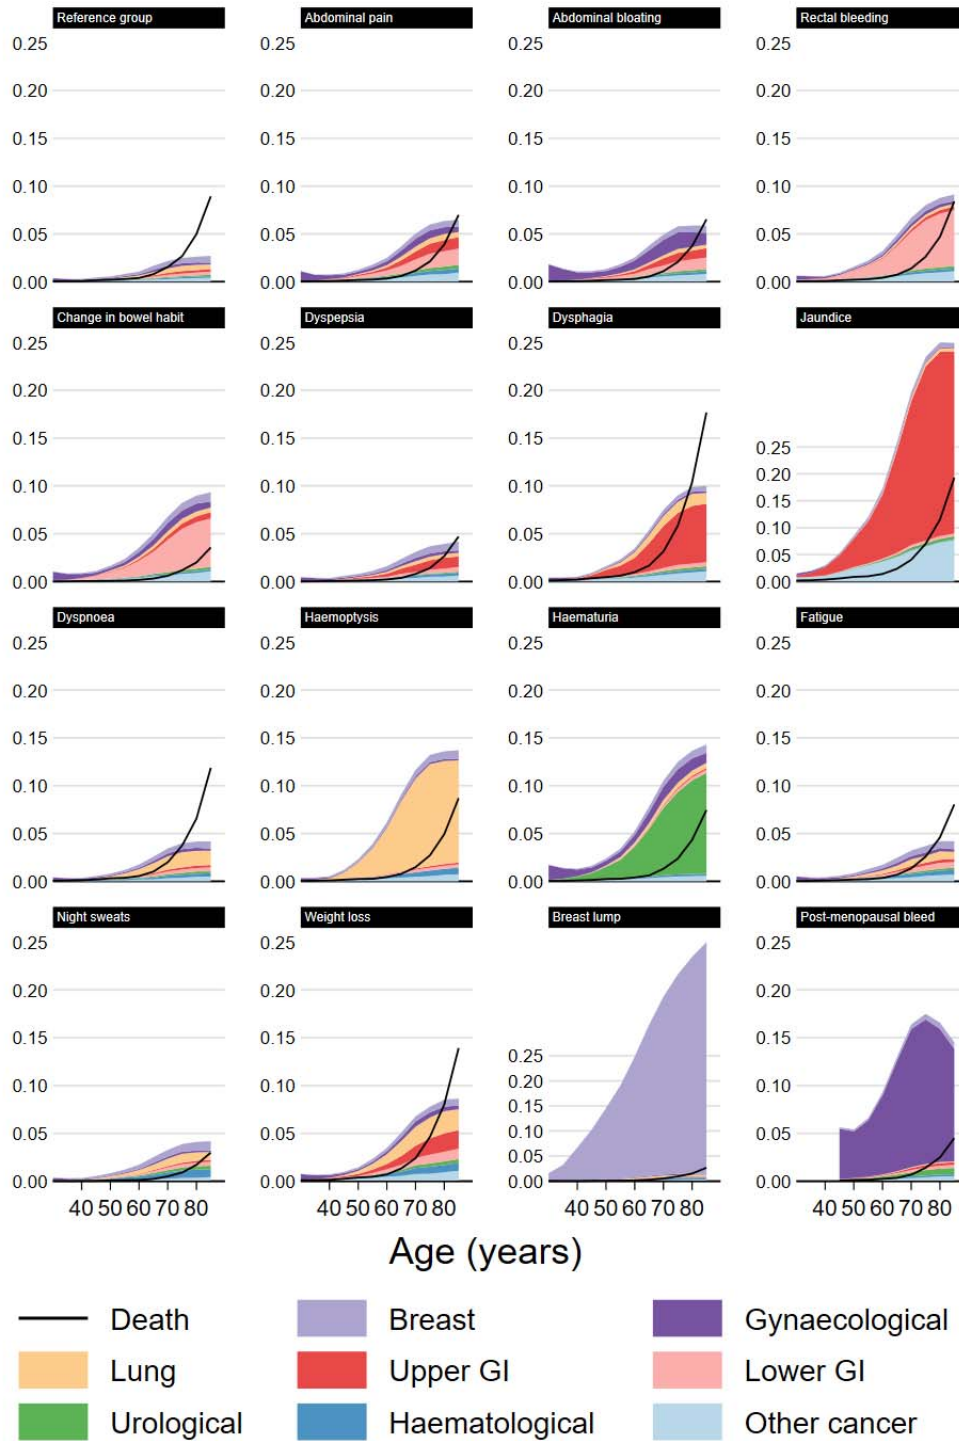 Reference group Abdominal pain Abdominal bloating Rectal bleeding
0.25 0.25 0.25 0.25
0.20 0.20 0.20 0.20
0.15 0.15 0.15 0.15
0.10 0.10 0.10 0.10
0.05 0.05 0.05 0.05
0.00 0.00 0.00 0.00
Change in bowel habit Dyspepsia Dysphagia Jaundice
0.25 0.25 0.25 0.25
0.20 0.20 0.20
0.15 0.15 0.15 0.25
0.20
0.10 0.10 0.10 0.15
0.10
0.05 0.05 0.05 0.05
0.00 0.00 0.00 0.00
Dyspnoea Haemoptysis Haematuria Fatigue
0.25 0.25 0.25 0.25
0.20 0.20 0.20 0.20
0.15 0.15 0.15 0.15
0.10 0.10 0.10 0.10
0.05 0.05 0.05 0.05
0.00 0.00 0.00 0.00
Night sweats Weight loss Breast lump Post-menopausal bleed
0.25 0.25 0.25 0.25
0.20 0.20 0.20
0.15 0.15 0.25 0.15
0.20
0.10 0.10 0.15 0.10
0.10
0.05 0.05 0.05 0.05
0.00 0.00 0.00 0.00
40 50 60 70 80 40 50 60 70 80 40 50 60 70 80 40 50 60 70 80
Age (years)
Death Breast Gynaecological
Lung Upper GI Lower GI
Urological Haematological Other cancer